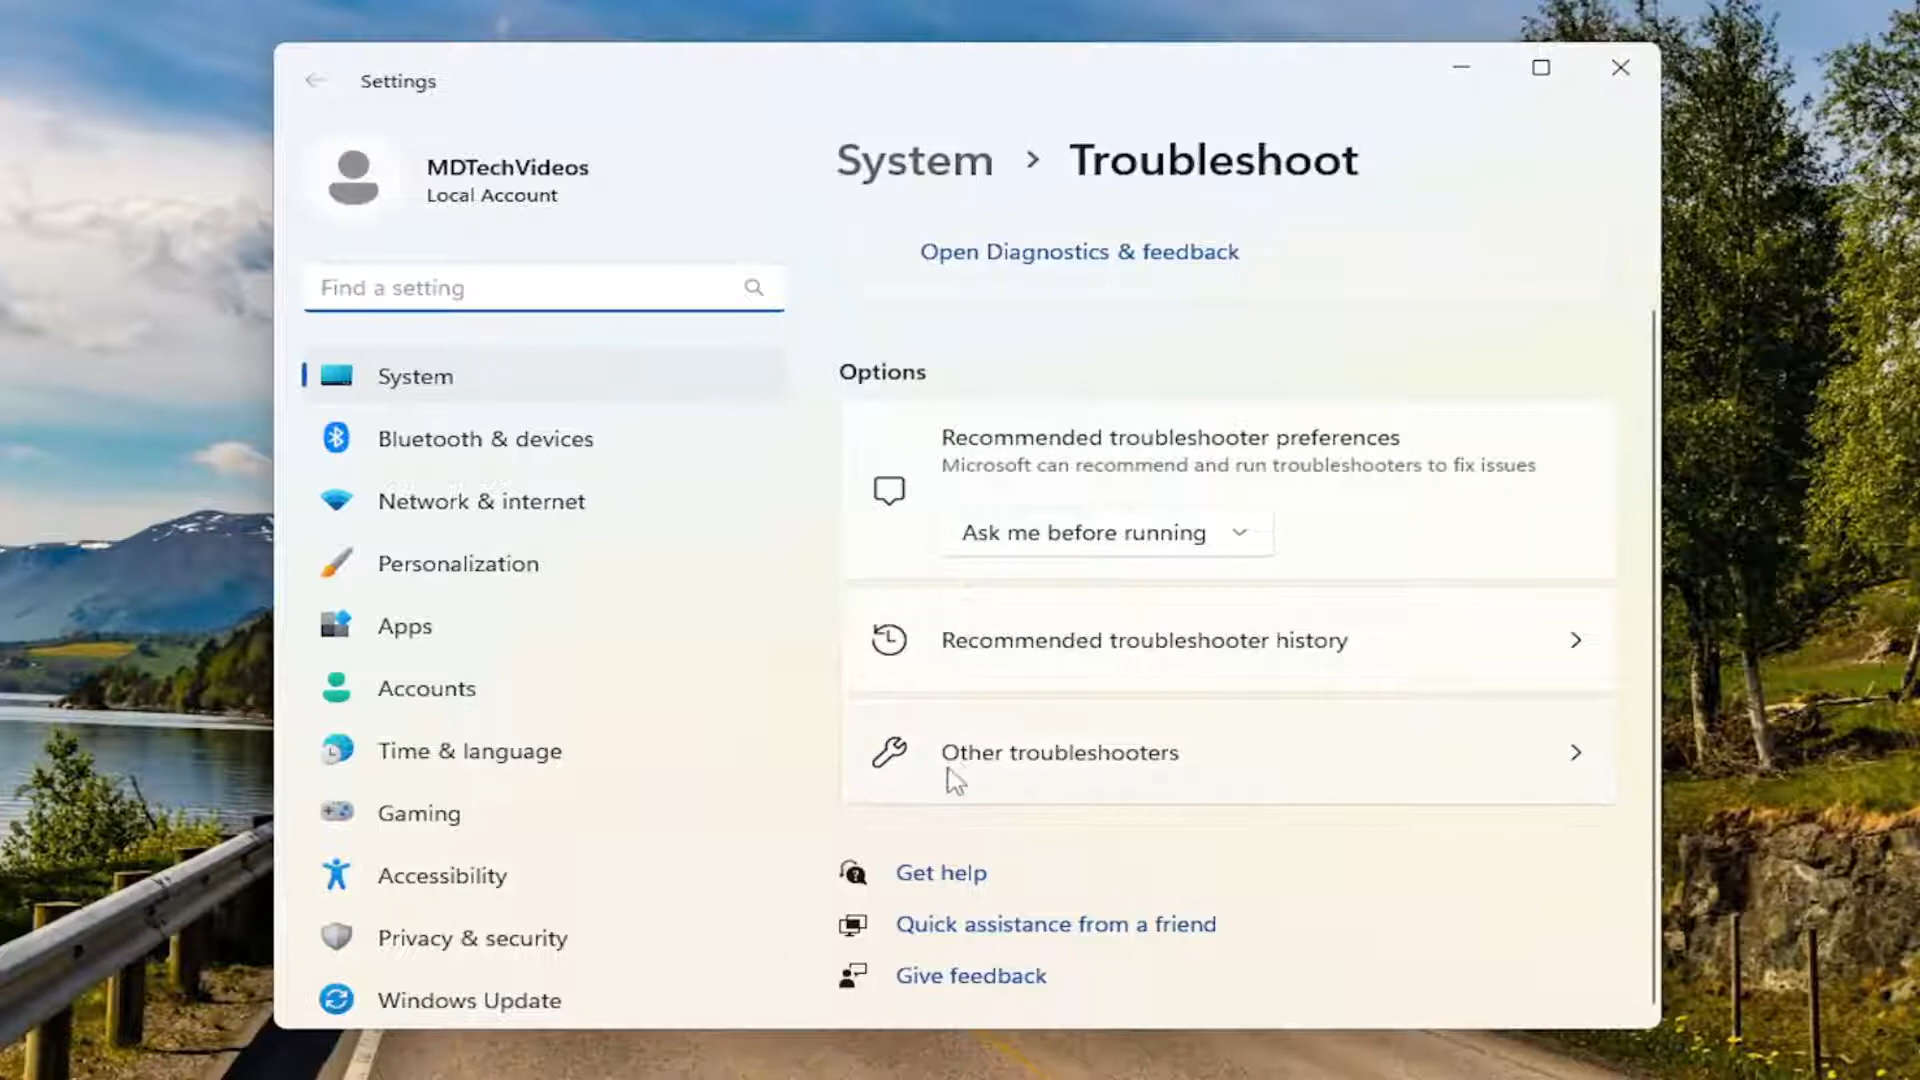 Settings
MDTechVideos
Local Account
Find a setting
System
Bluetooth & devices
Network & internet
Personalization
Apps
Accounts
Time & language
Gaming
Accessibility
Privacy & security
Windows Update
System > Troubleshoot
Open Diagnostics & feedback
Options
Recommended troubleshooter preferences
Microsoft can recommend and run troubleshooters to fix issues
Ask me before running
Recommended troubleshooter history
Other troubleshooters
Get help
Quick assistance from a friend
Give feedback